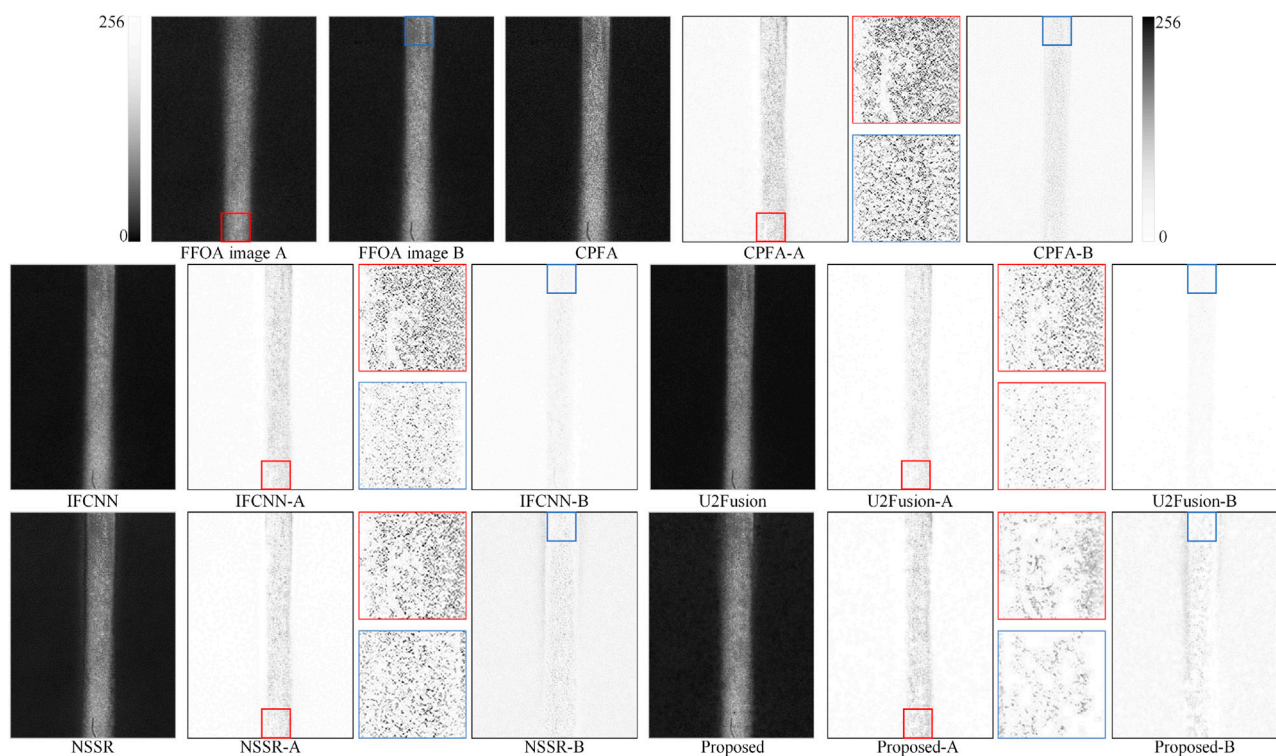 256
0
FFOA image A
FFOA image B
CPFA
CPFA-A
CPFA-B
256
0
IFCNN
IFCNN-A
IFCNN-B
U2Fusion
U2Fusion-A
U2Fusion-B
NSSR
NSSR-A
NSSR-B
Proposed
Proposed-A
Proposed-B